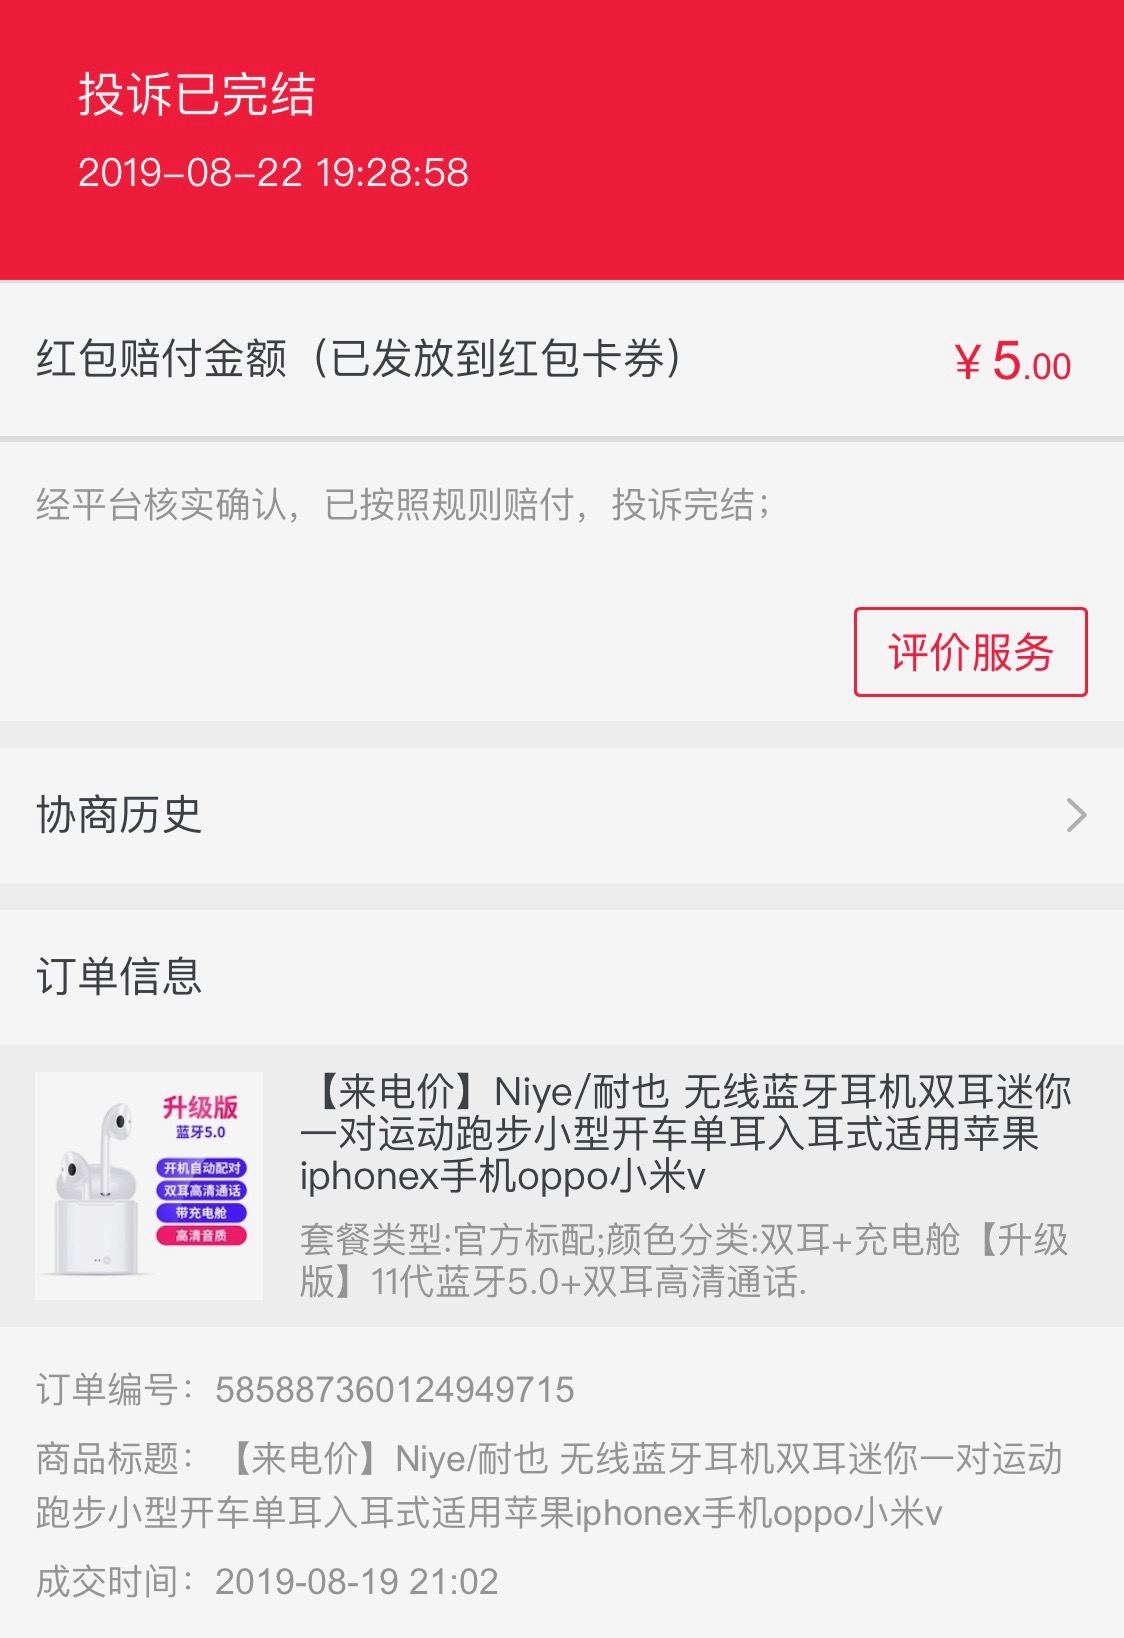 投诉已完结
2019-08-22 19:28:58
红包赔付金额（已发放到红包卡券）
￥5.00
经平台核实确认，已按照规则赔付，投诉完结；
评价服务
协商历史
订单信息
升级版
蓝牙5.0
开机自动配对
双耳高清通话
带充电舱
高清音质
【来电价】Niye/耐也 无线蓝牙耳机双耳迷你
一对运动跑步小型开车单耳入耳式适用苹果
iphonex手机oppo小米v
套餐类型:官方标配;颜色分类:双耳+充电舱【升级
版】11代蓝牙5.0+双耳高清通话.
订单编号：585887360124949715
商品标题：【来电价】Niye/耐也 无线蓝牙耳机双耳迷你一对运动
跑步小型开车单耳入耳式适用苹果iphonex手机oppo小米v
成交时间：2019-08-19 21:02